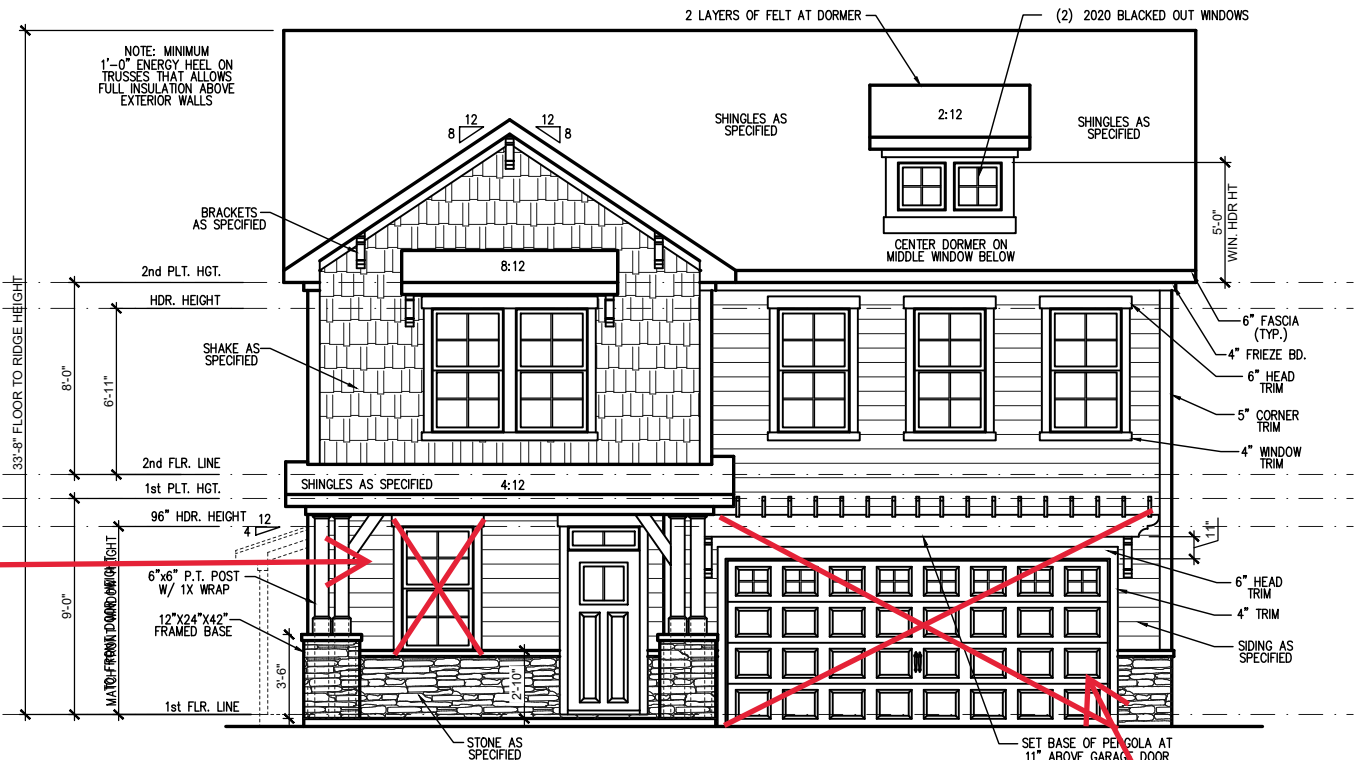 2 LAYERS OF FELT AT DORMER
(2) 2020 BLACKED OUT WINDOWS
NOTE: MINIMUM
1'-0" ENERGY HEEL ON
TRUSSES THAT ALLOWS
FULL INSULATION ABOVE
EXTERIOR WALLS
12
8
12
8
SHINGLES AS
SPECIFIED
2:12
SHINGLES AS
SPECIFIED
BRACKETS
AS SPECIFIED
CENTER DORMER ON
MIDDLE WINDOW BELOW
5'-0"
WIN. HDR HT
2nd PLT. HGT.
8:12
HDR. HEIGHT
33'-8" FLOOR TO RIDGE HEIGHT
8'-0"
6'-11"
SHAKE AS
SPECIFIED
6" FASCIA
(TYP.)
4" FRIEZE BD.
6" HEAD
TRIM
5" CORNER
TRIM
4" WINDOW
TRIM
2nd FLR. LINE
SHINGLES AS SPECIFIED
4:12
1st PLT. HGT.
96" HDR. HEIGHT
12
4
11"
9'-0"
6"x6" P.T. POST
W/ 1X WRAP
12"X24"X42"
FRAMED BASE
3'-6"
2'-10"
6" HEAD
TRIM
4" TRIM
SIDING AS
SPECIFIED
1st FLR. LINE
STONE AS
SPECIFIED
SET BASE OF PERGOLA AT
11" ABOVE GARAGE DOOR